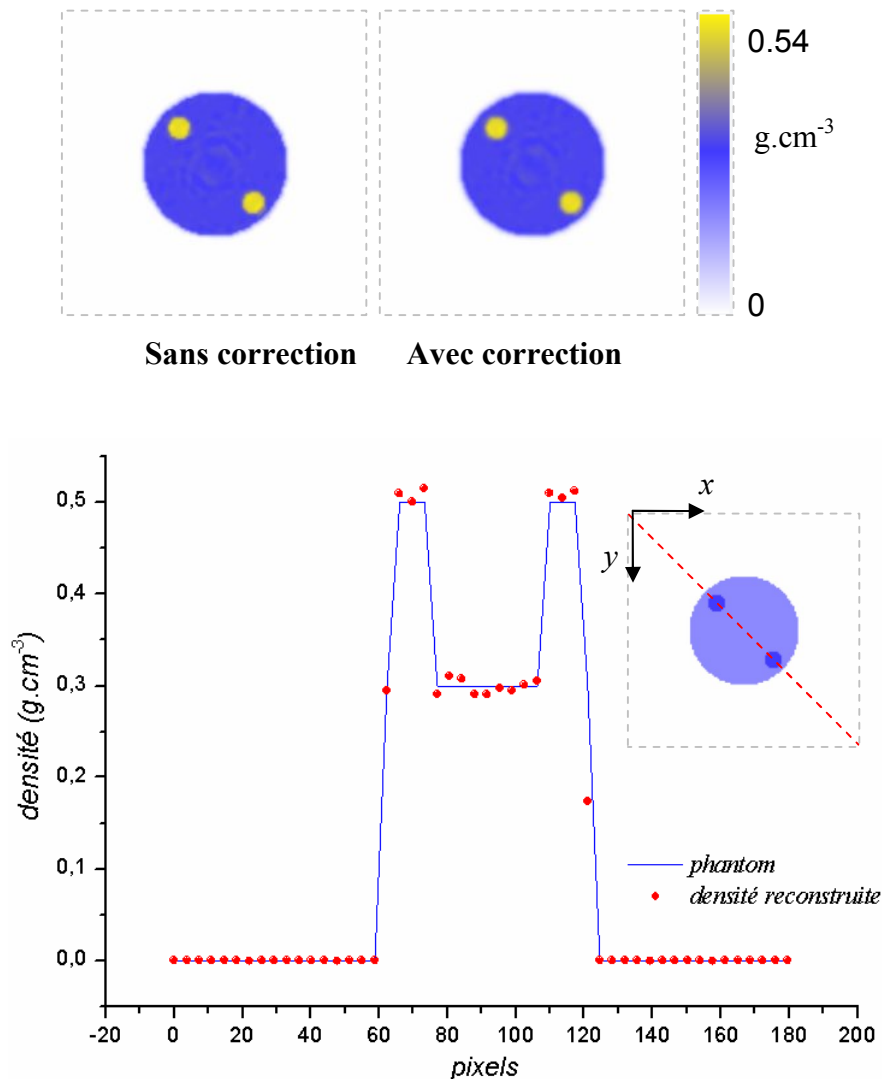 0.54
g.cm-3
0
Sans correction Avec correction
x
y
0,5
0,4
0,3
0,2
0,1
0,0
densité (g.cm-3)
phantom
densité reconstruite
-20 0 20 40 60 80 100 120 140 160 180 200
pixels